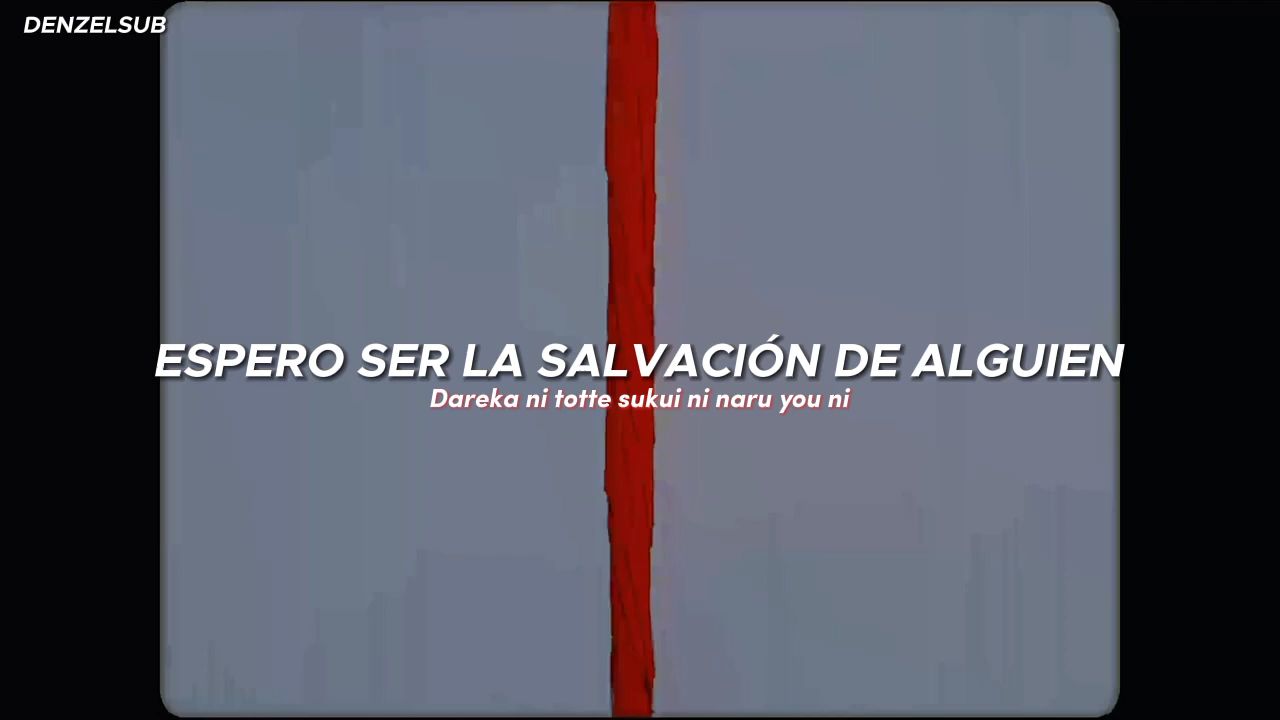 DENZELSUB
ESPERO SER LA SALVACIÓN DE ALGUIEN
Dareka ni totte sukui ni naru you ni